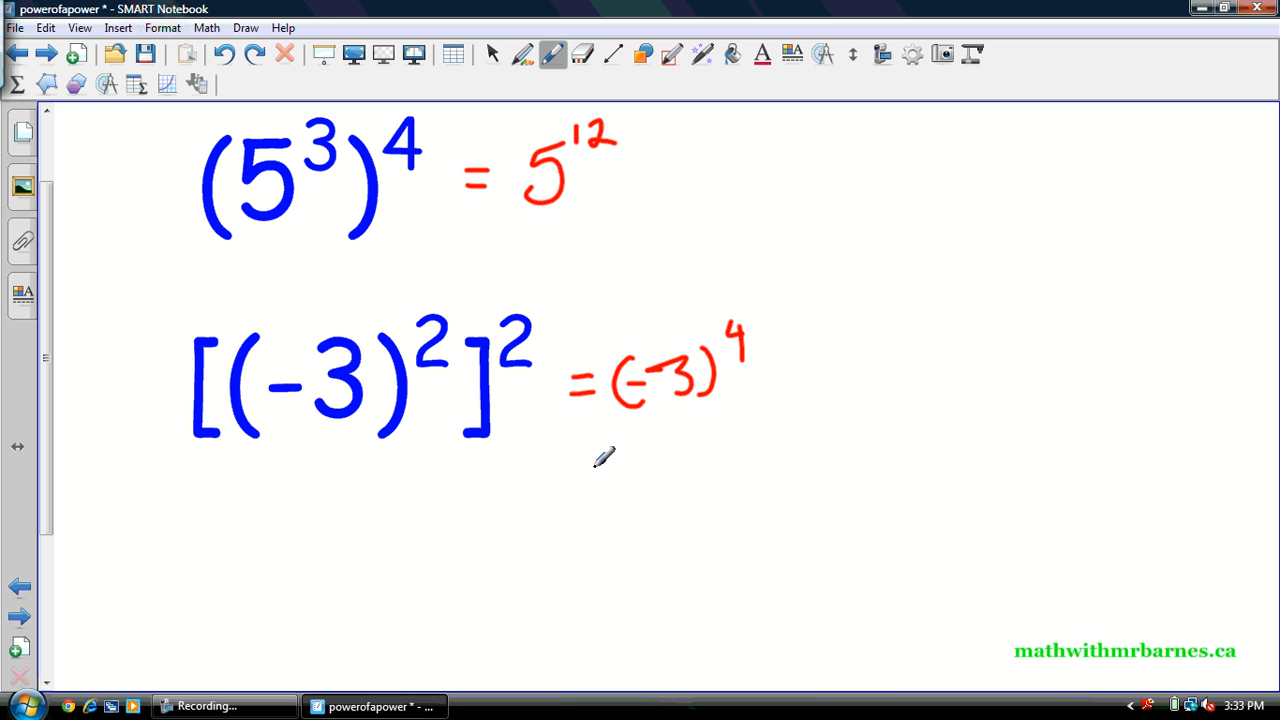 powerofapower * - SMART Notebook
File Edit View Insert Format Math Draw Help
(5³)⁴ = 5¹²
[(-3)²]² = (-3)⁴
mathwithmrbarnes.ca
Recording... powerofapower * - ... 3:33 PM